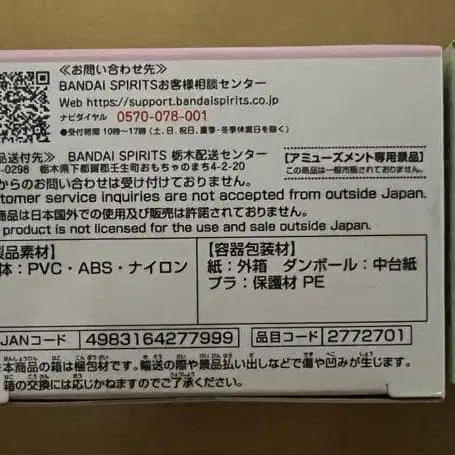 ≪お問い合わせ先≫
BANDAI SPIRITSお客様相談センター
Web https://support.bandaispirits.co.jp
ナビダイヤル 0570-078-001
●受付時間 10時～17時(土、日、祝日、夏季・冬季休業日を除く)
品送付先≫ BANDAI SPIRITS 栃木配送センター
-0298 栃木県下都賀郡壬生町おもちゃのまち4-2-20
【アミューズメント専用景品】
この商品は一般市販されておりません。
からのお問い合わせは受け付けておりません。
tomer service inquiries are not accepted from outside Japan.
商品は日本国外での使用及び販売は許諾されておりません。
product is not licensed for the use and sale outside Japan.
製品素材】
体：PVC・ABS・ナイロン
【容器包装材】
紙：外箱 ダンボール：中台紙
プラ：保護材 PE
JANコード 4983164277999
品目コード 2772701
本商品の箱は梱包材です。輸送の際や景品払い出しなどで傷や凹みが生じます。
箱の交換には応じかねますのでご了承ください。